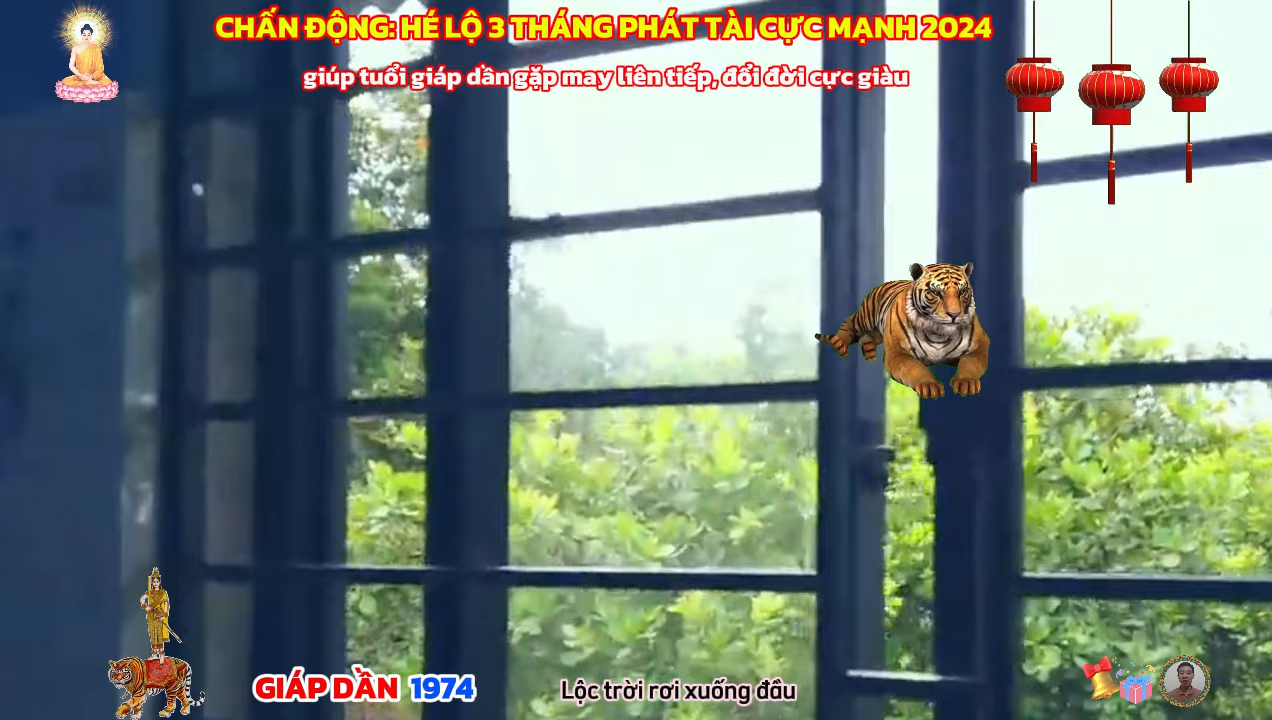 CHẤN ĐỘNG: HÉ LỘ 3 THÁNG PHÁT TÀI CỰC MẠNH 2024
giúp tuổi giáp dần gặp may liên tiếp, đổi đời cực giàu
GIÁP DẦN 1974
Lộc trời rơi xuống đầu